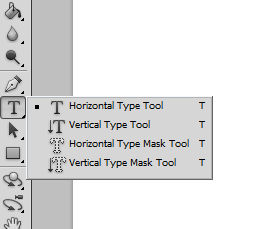 Horizontal Type Tool T
Vertical Type Tool T
Horizontal Type Mask Tool T
Vertical Type Mask Tool T